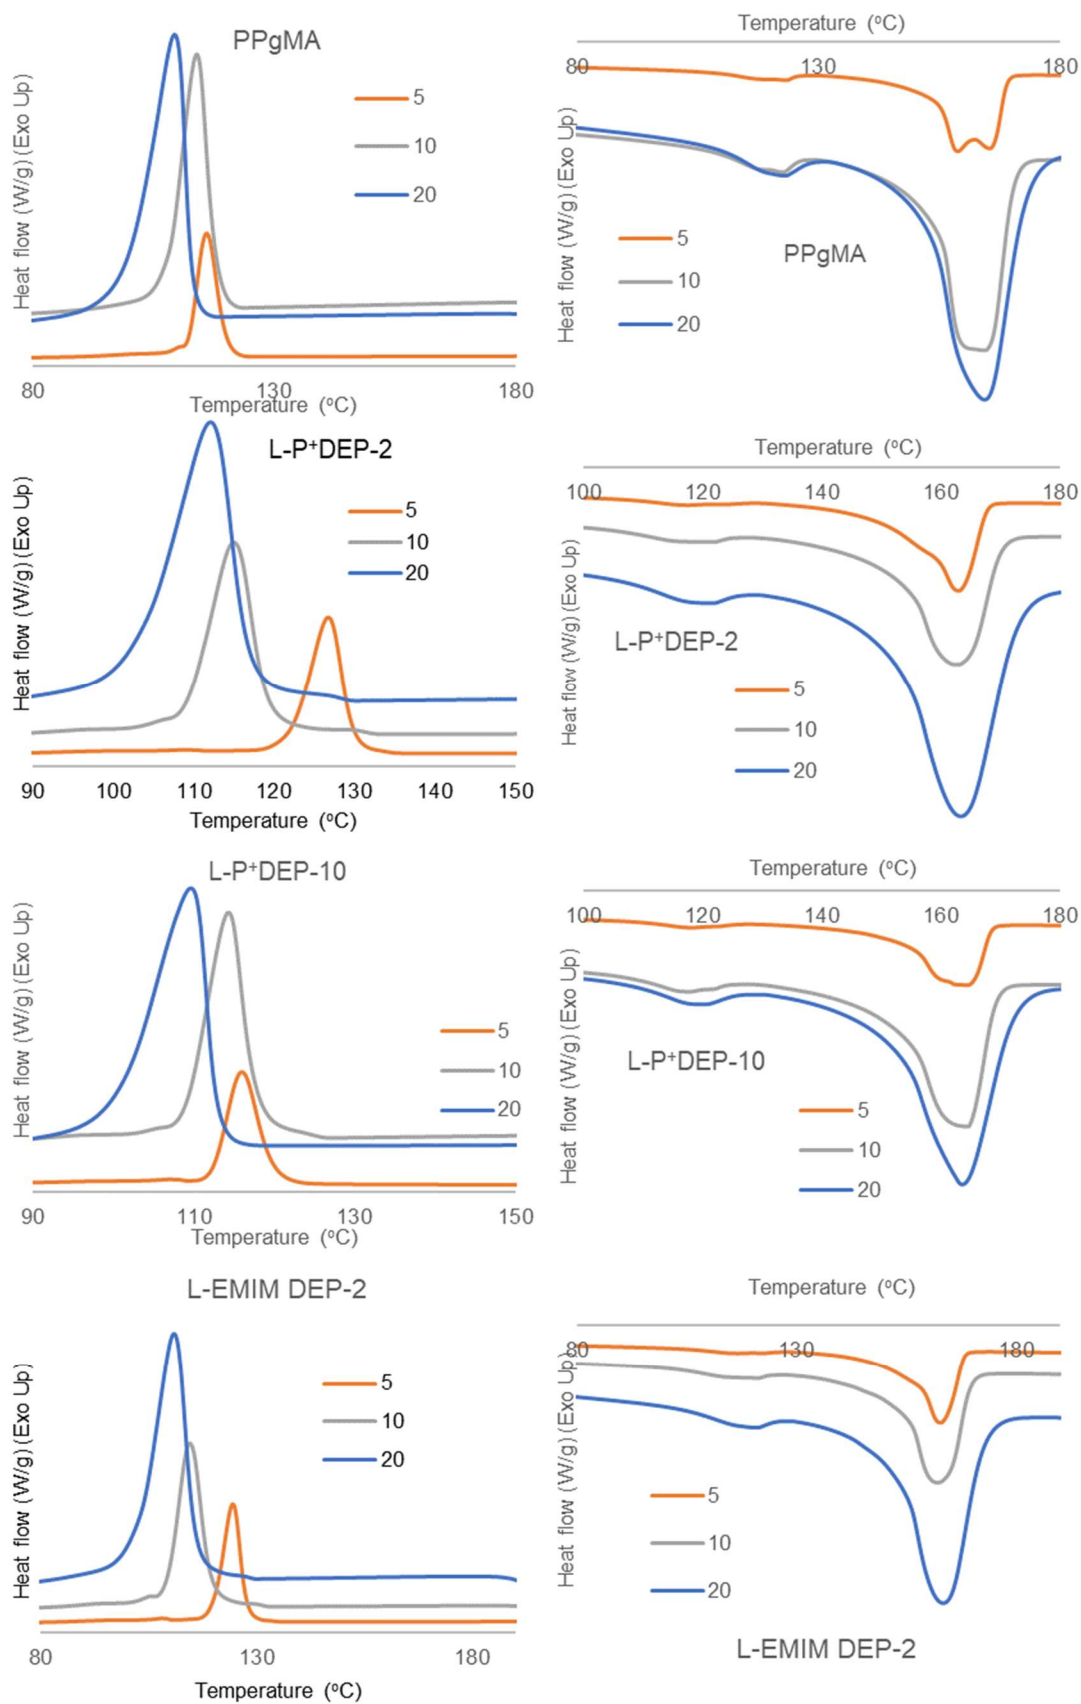 PPgMA
5
10
20
Heat flow (W/g) (Exo Up)
80 130 180
Temperature (°C)
Temperature (°C)
80 130 180
Heat flow (W/g) (Exo Up)
PPgMA
5
10
20
L-P⁺DEP-2
5
10
20
Heat flow (W/g) (Exo Up)
90 100 110 120 130 140 150
Temperature (°C)
Temperature (°C)
100 120 140 160 180
Heat flow (W/g) (Exo Up)
L-P⁺DEP-2
5
10
20
L-P⁺DEP-10
Heat flow (W/g) (Exo Up)
5
10
20
90 110 130 150
Temperature (°C)
Temperature (°C)
100 120 140 160 180
Heat flow (W/g) (Exo Up)
L-P⁺DEP-10
5
10
20
L-EMIM DEP-2
5
10
20
Heat flow (W/g) (Exo Up)
80 130 180
Temperature (°C)
Temperature (°C)
80 130 180
Heat flow (W/g) (Exo Up)
5
10
20
L-EMIM DEP-2